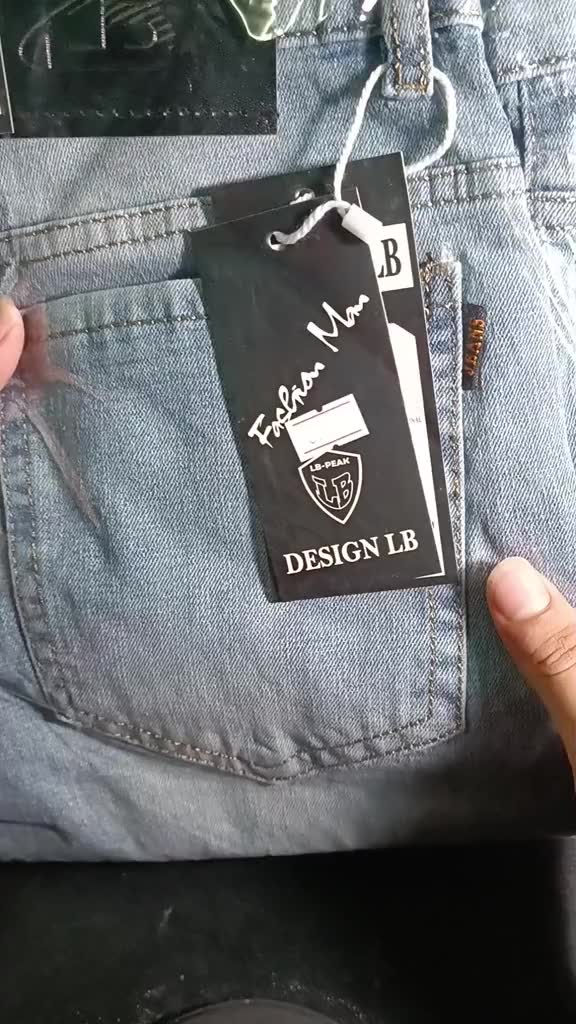 LB
Fashion Man
LB-PEAK
LB
DESIGN LB
JEANS